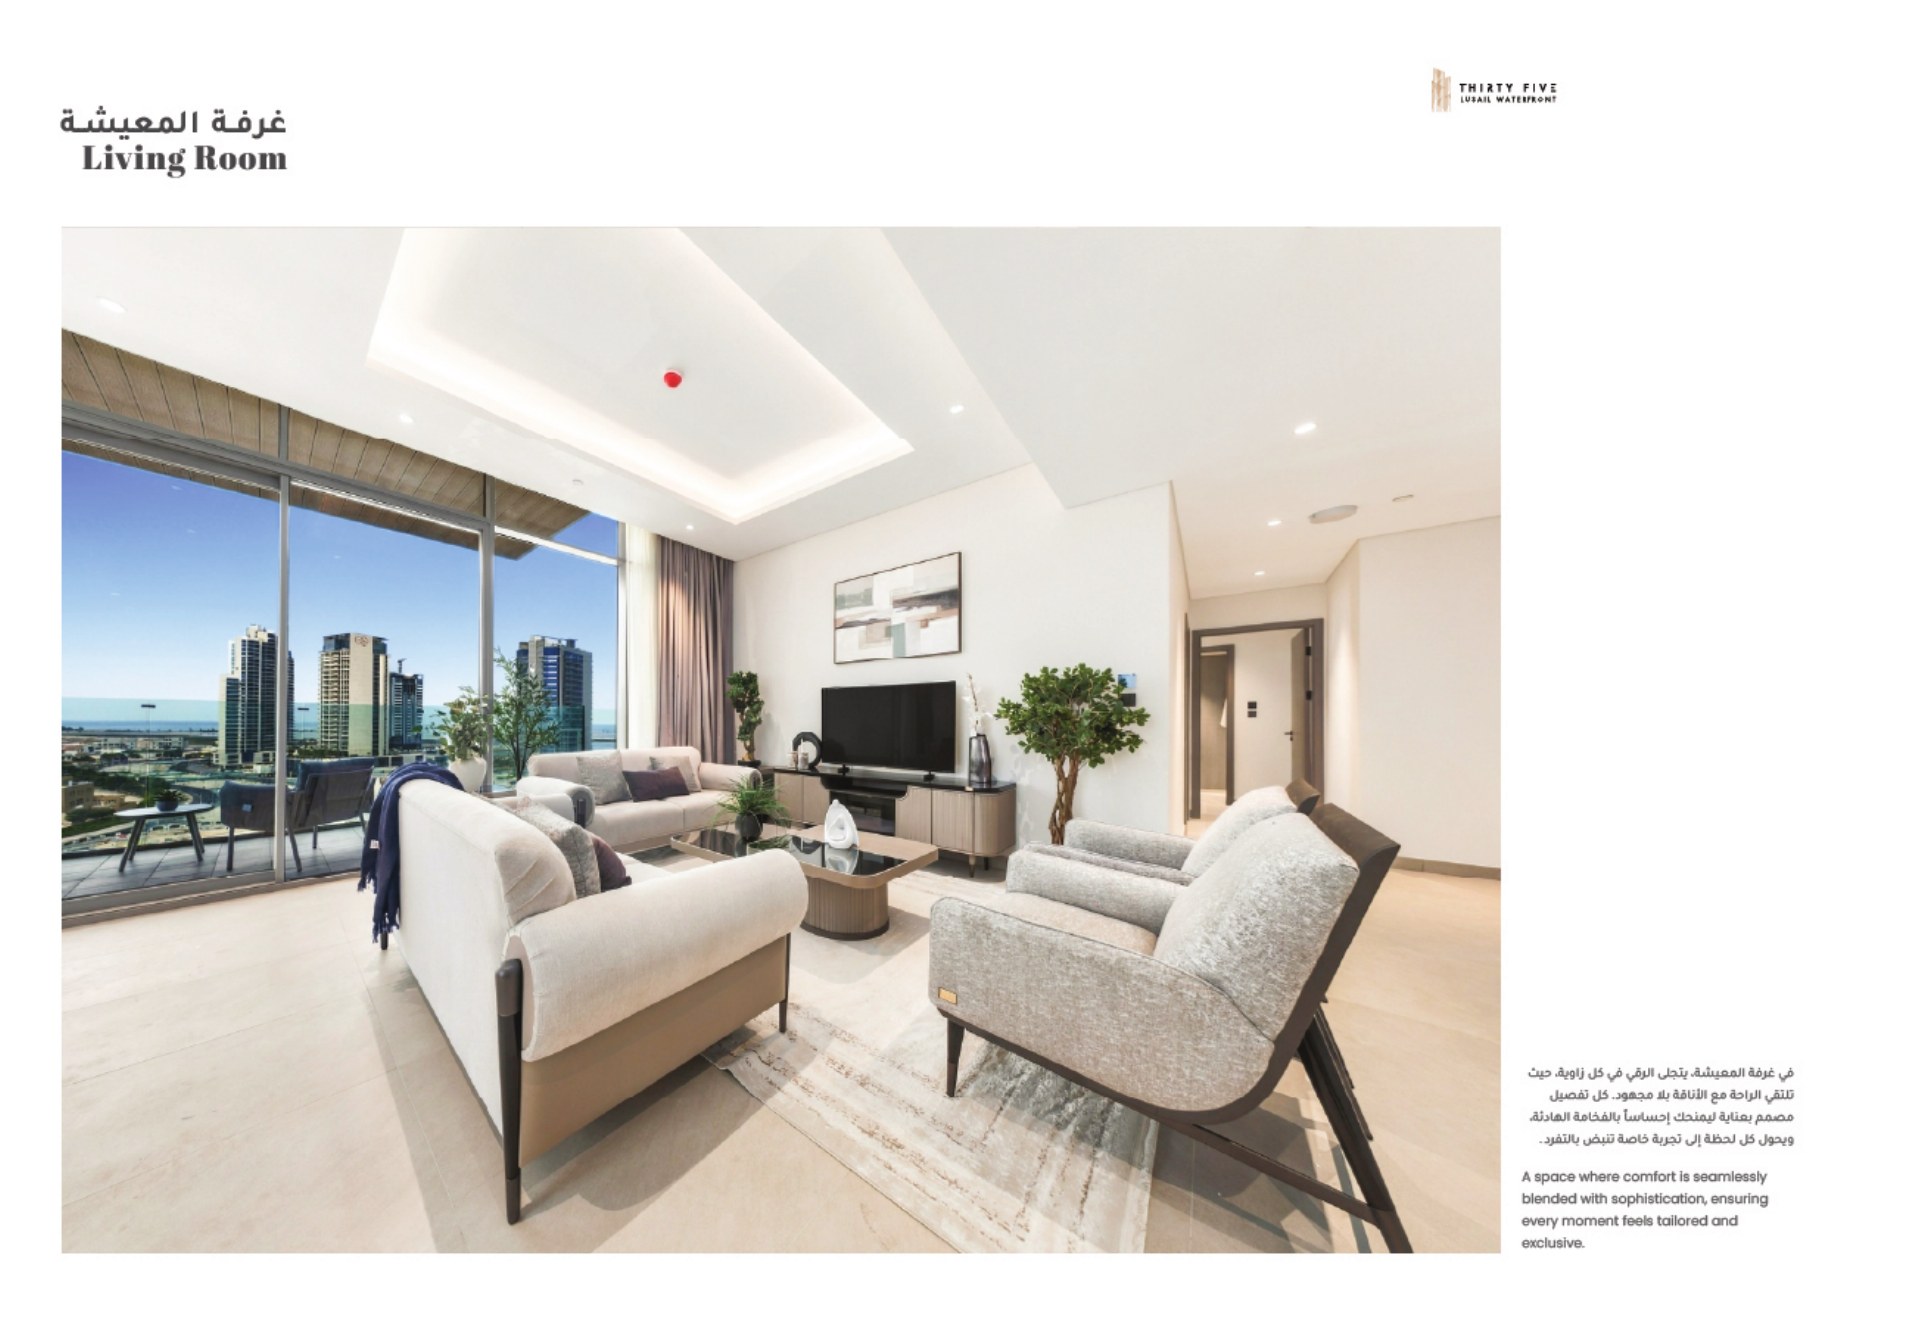 غرفة المعيشة
Living Room
THIRTY FIVE
LUSAIL WATERFRONT
في غرفة المعيشة، يتجلى الرقي في كل زاوية، حيث
تلتقي الراحة مع الأناقة بلا مجهود. كل تفصيل
مصمم بعناية ليمنحك إحساساً بالفخامة الهادئة،
ويحول كل لحظة إلى تجربة خاصة تنبض بالتفرد.
A space where comfort is seamlessly
blended with sophistication, ensuring
every moment feels tailored and
exclusive.